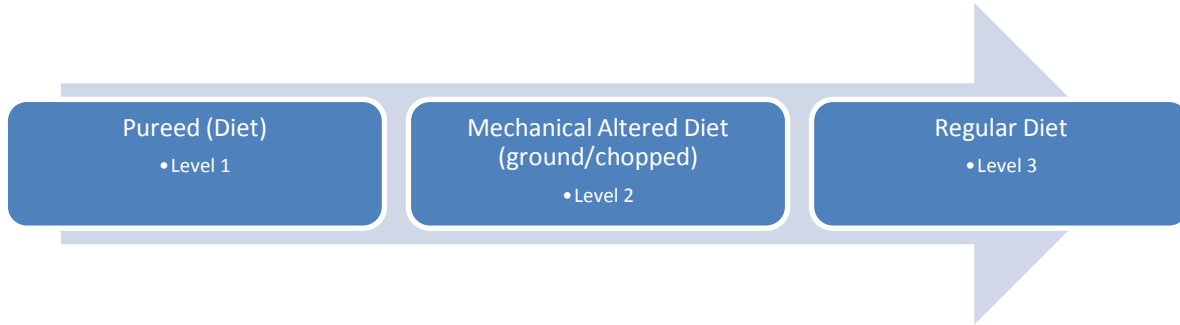 Pureed (Diet)
•Level 1
Mechanical Altered Diet
(ground/chopped)
•Level 2
Regular Diet
•Level 3